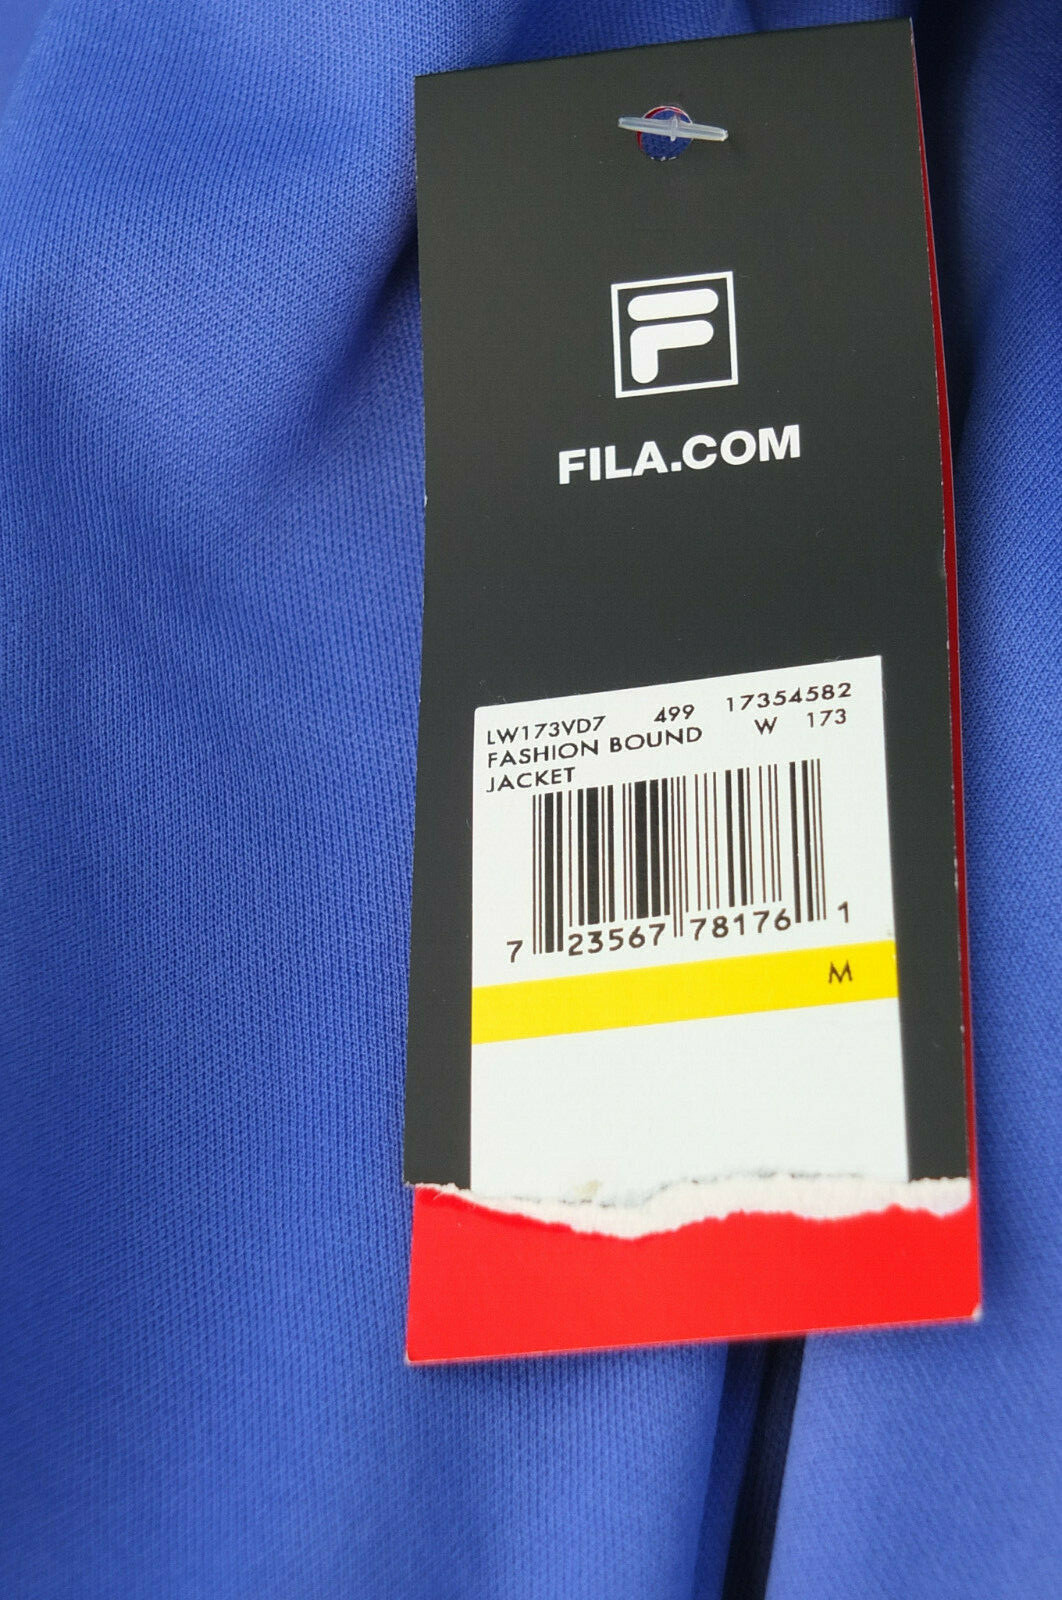 F
FILA.COM
LW173VD7 499 17354582
FASHION BOUND W 173
JACKET
7 23567 78176 1
M